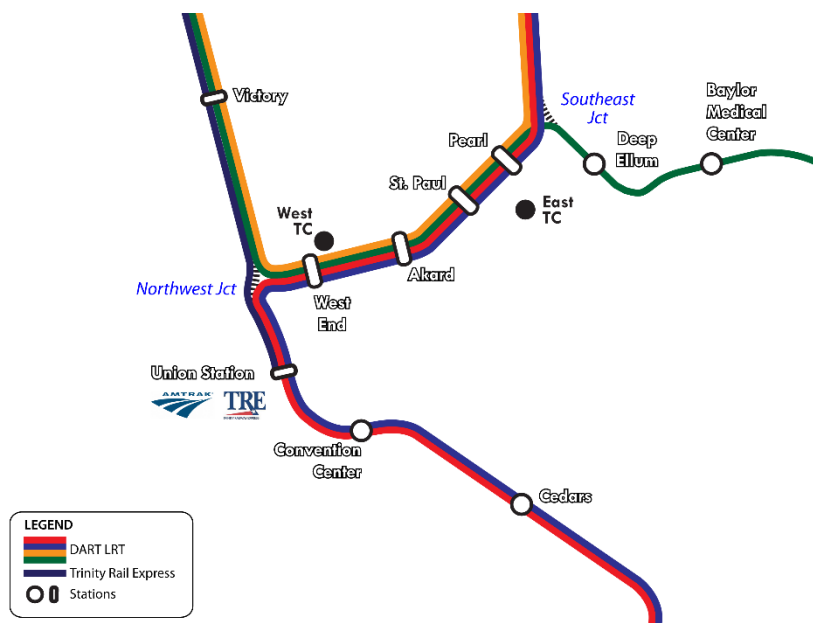 Victory
Southeast
Jct
Baylor
Medical
Center
Pearl
Deep
Ellum
St. Paul
West
TC
East
TC
Akard
Northwest Jct
West
End
Union Station
AMTRAK
TRE
Convention
Center
Cedars
LEGEND
DART LRT
Trinity Rail Express
Stations